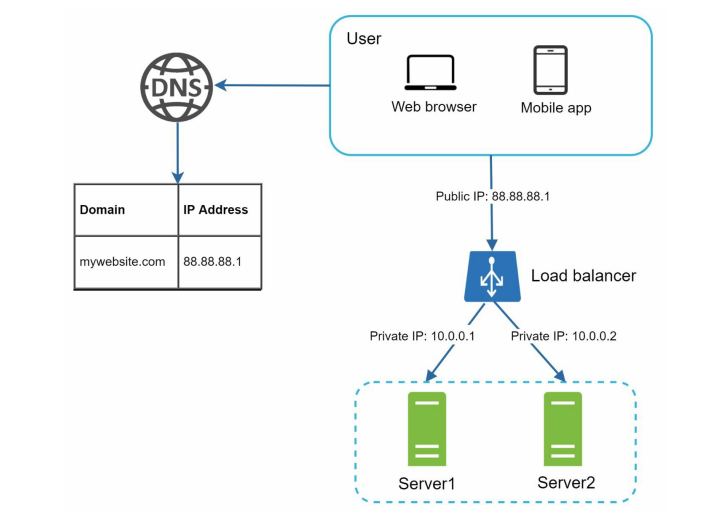 User
DNS
Web browser
Mobile app
Public IP: 88.88.88.1
Domain
IP Address
mywebsite.com
88.88.88.1
Load balancer
Private IP: 10.0.0.1
Private IP: 10.0.0.2
Server1
Server2